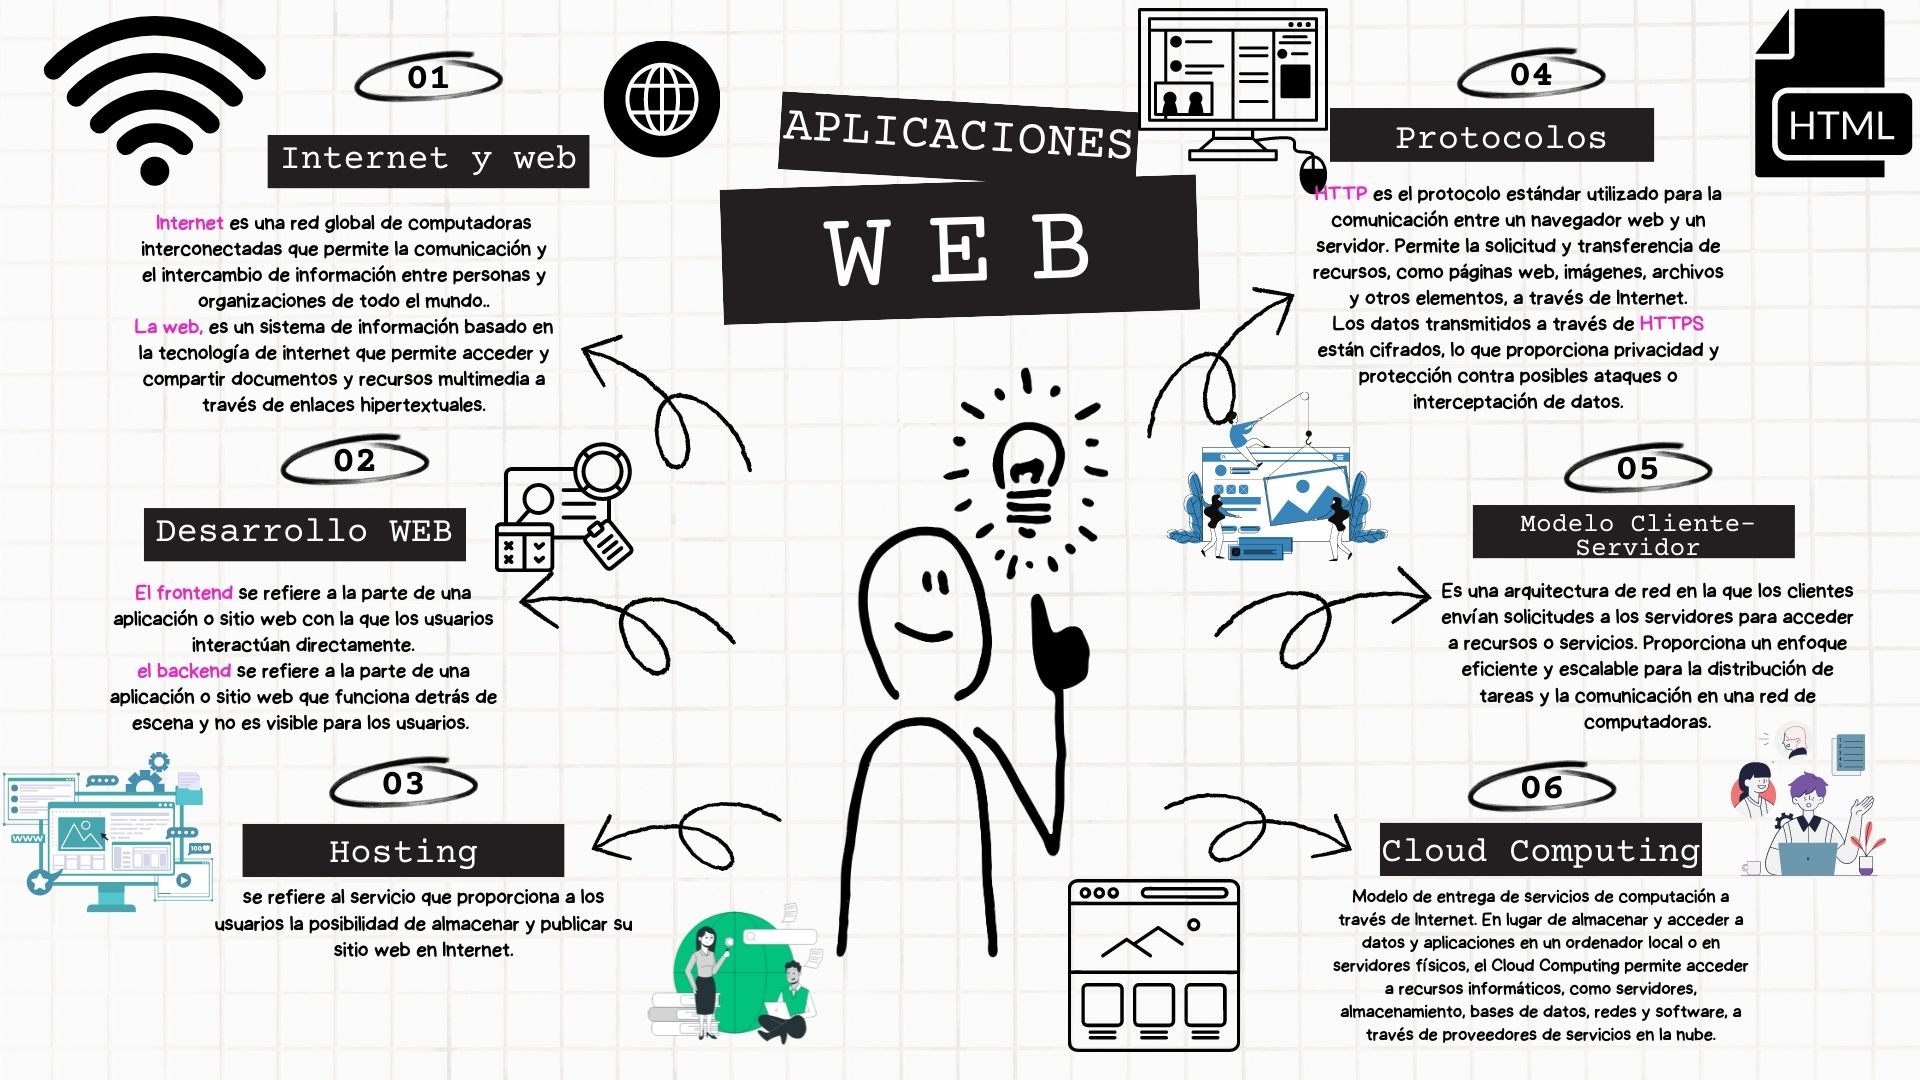 APLICACIONES
WEB
01
Internet y web
Internet es una red global de computadoras
interconectadas que permite la comunicación y
el intercambio de información entre personas y
organizaciones de todo el mundo..
La web, es un sistema de información basado en
la tecnología de internet que permite acceder y
compartir documentos y recursos multimedia a
través de enlaces hipertextuales.
02
Desarrollo WEB
El frontend se refiere a la parte de una
aplicación o sitio web con la que los usuarios
interactúan directamente.
el backend se refiere a la parte de una
aplicación o sitio web que funciona detrás de
escena y no es visible para los usuarios.
03
Hosting
se refiere al servicio que proporciona a los
usuarios la posibilidad de almacenar y publicar su
sitio web en Internet.
WWW
100
04
Protocolos
HTML
HTTP es el protocolo estándar utilizado para la
comunicación entre un navegador web y un
servidor. Permite la solicitud y transferencia de
recursos, como páginas web, imágenes, archivos
y otros elementos, a través de Internet.
Los datos transmitidos a través de HTTPS
están cifrados, lo que proporciona privacidad y
protección contra posibles ataques o
interceptación de datos.
05
Modelo Cliente-
Servidor
Es una arquitectura de red en la que los clientes
envían solicitudes a los servidores para acceder
a recursos o servicios. Proporciona un enfoque
eficiente y escalable para la distribución de
tareas y la comunicación en una red de
computadoras.
06
Cloud Computing
Modelo de entrega de servicios de computación a
través de Internet. En lugar de almacenar y acceder a
datos y aplicaciones en un ordenador local o en
servidores físicos, el Cloud Computing permite acceder
a recursos informáticos, como servidores,
almacenamiento, bases de datos, redes y software, a
través de proveedores de servicios en la nube.